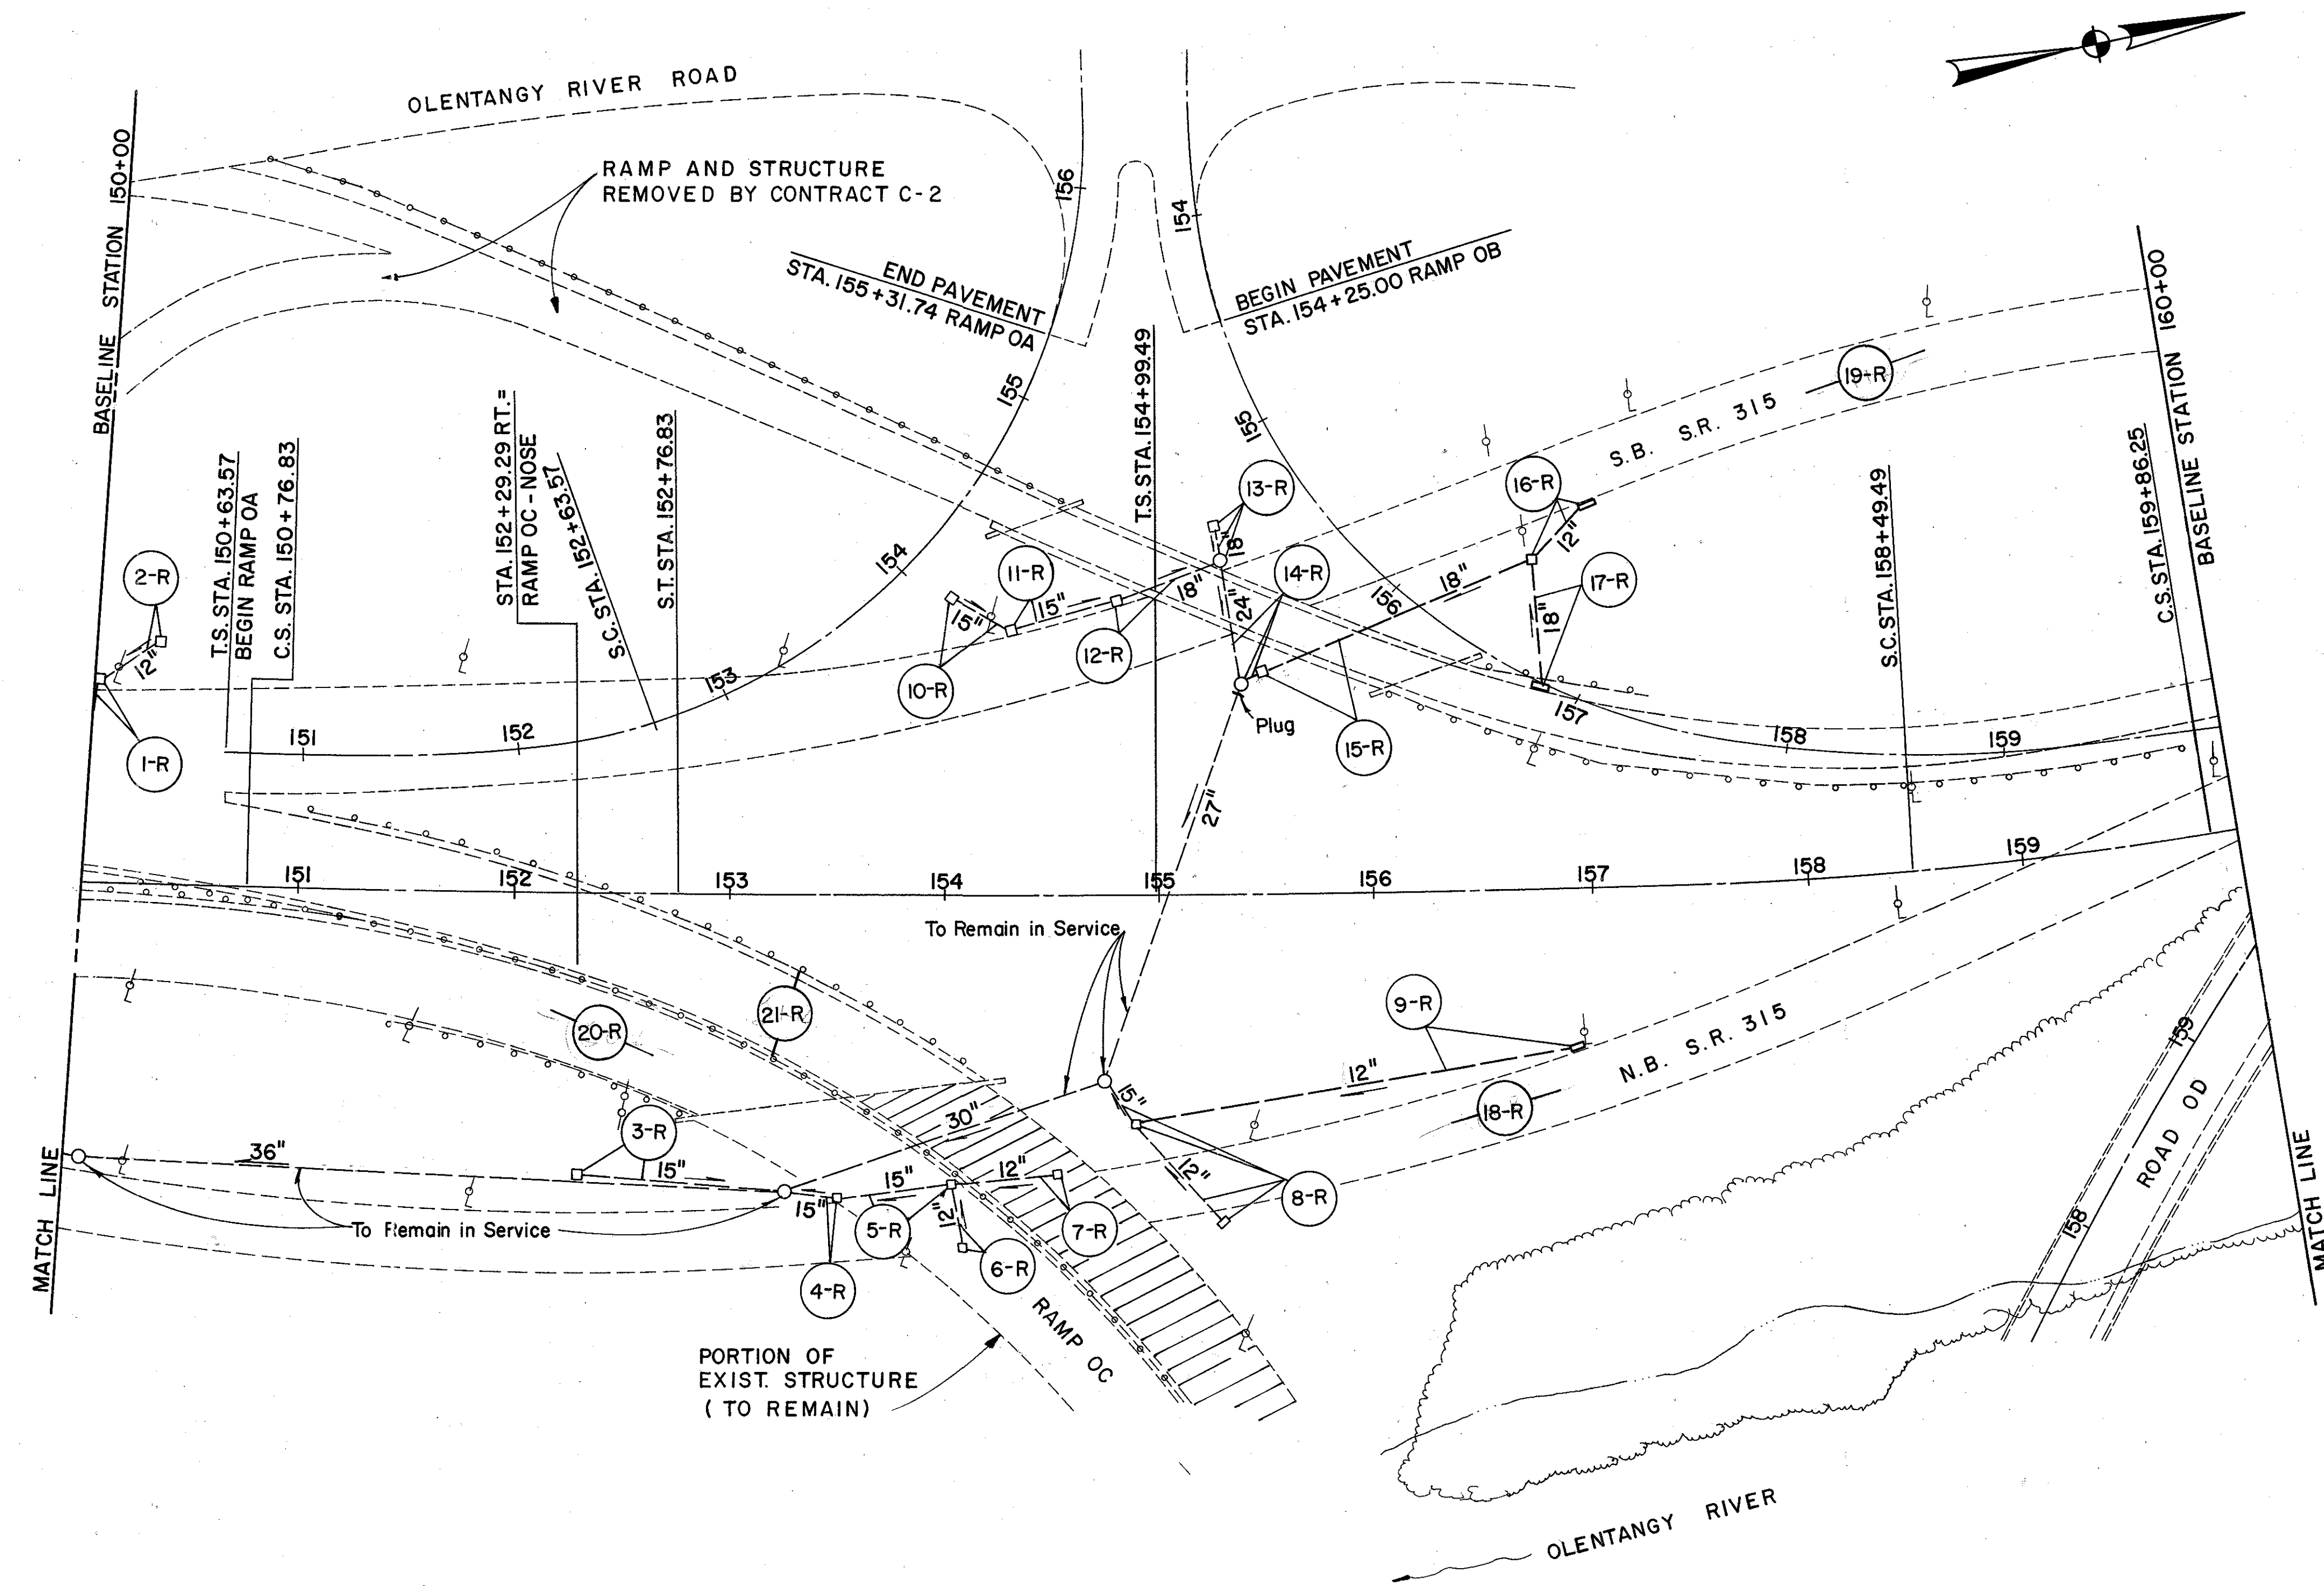 OLENTANGY RIVER ROAD
BASELINE STATION 150+00
RAMP AND STRUCTURE
REMOVED BY CONTRACT C-2
156
154
END PAVEMENT
STA. 155+31.74 RAMP OA
BEGIN PAVEMENT
STA. 154+25.00 RAMP OB
BASELINE STATION 160+00
19-R
S.B. S.R. 315
155
155
T.S. STA. 154+99.49
T.S. STA. 150+63.57
BEGIN RAMP OA
C.S. STA. 150+76.83
STA. 152+29.29 RT.=
RAMP OC-NOSE
S.C. STA. 152+63.57
S.T. STA. 152+76.83
S.C. STA. 158+49.49
C.S. STA. 159+86.25
13-R
16-R
12"
18"
2-R
12"
1-R
154
11-R
15"
15"
18"
24"
14-R
156
18"
18"
17-R
10-R
12-R
153
Plug
15-R
157
151
152
158
159
27"
151
152
153
154
155
156
157
158
159
To Remain in Service
20-R
21-R
9-R
12"
N.B. S.R. 315
18-R
159
ROAD OD
158
3-R
30"
15"
36"
15"
15"
12"
12"
8-R
15"
5-R
12"
7-R
6-R
4-R
To Remain in Service
MATCH LINE
MATCH LINE
RAMP OC
PORTION OF
EXIST. STRUCTURE
(TO REMAIN)
OLENTANGY RIVER